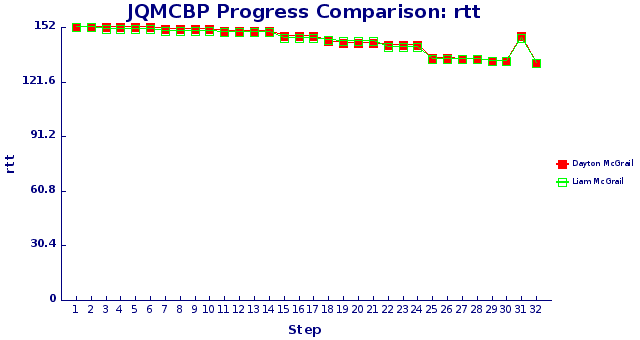 JQMCBP Progress Comparison: rtt
152
121.6
91.2
60.8
30.4
0
rtt
1 2 3 4 5 6 7 8 9 10 11 12 13 14 15 16 17 18 19 20 21 22 23 24 25 26 27 28 29 30 31 32
Step
Dayton McGrail
Liam McGrail